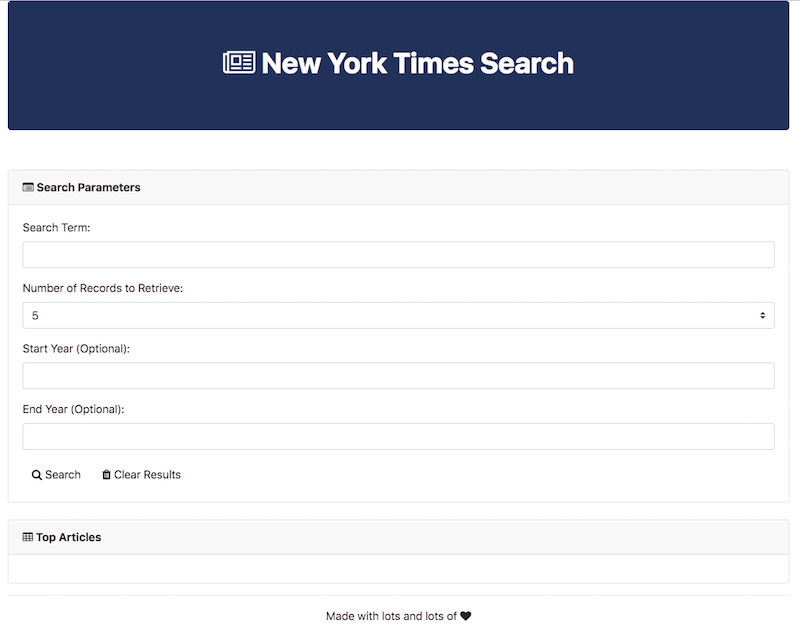 New York Times Search
Search Parameters
Search Term:
Number of Records to Retrieve:
5
Start Year (Optional):
End Year (Optional):
Search Clear Results
Top Articles
Made with lots and lots of